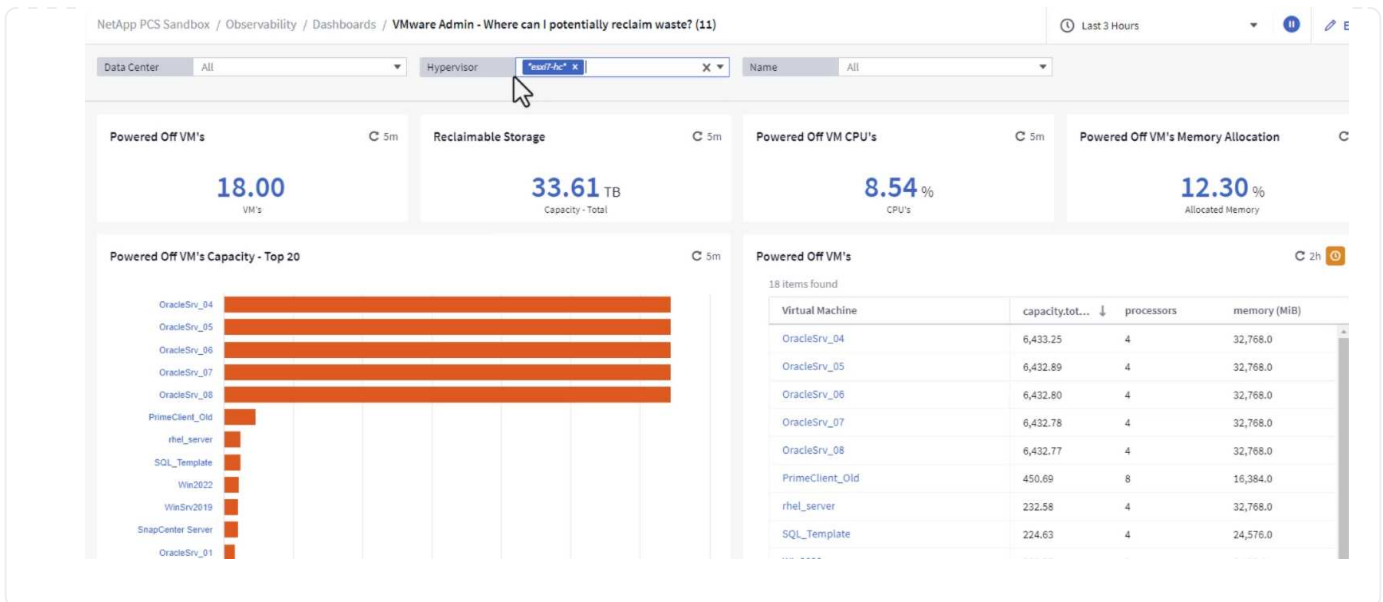 NetApp PCS Sandbox / Observability / Dashboards / VMware Admin - Where can I potentially reclaim waste? (11)
Last 3 Hours
E
Data Center All
Hypervisor "esxi7-hc" X X
Name All
Powered Off VM's 5m
18.00
VM's
Reclaimable Storage 5m
33.61 TB
Capacity - Total
Powered Off VM CPU's 5m
8.54 %
CPU's
Powered Off VM's Memory Allocation
12.30 %
Allocated Memory
Powered Off VM's Capacity - Top 20 5m
OracleSrv_04
OracleSrv_05
OracleSrv_06
OracleSrv_07
OracleSrv_08
PrimeClient_Old
rhel_server
SQL_Template
Win2022
WinSrv2019
SnapCenter Server
OracleSrv_01
Powered Off VM's 2h
18 items found
Virtual Machine capacity.tot... ↓ processors memory (MiB)
OracleSrv_04 6,433.25 4 32,768.0
OracleSrv_05 6,432.89 4 32,768.0
OracleSrv_06 6,432.80 4 32,768.0
OracleSrv_07 6,432.78 4 32,768.0
OracleSrv_08 6,432.77 4 32,768.0
PrimeClient_Old 450.69 8 16,384.0
rhel_server 232.58 4 32,768.0
SQL_Template 224.63 4 24,576.0